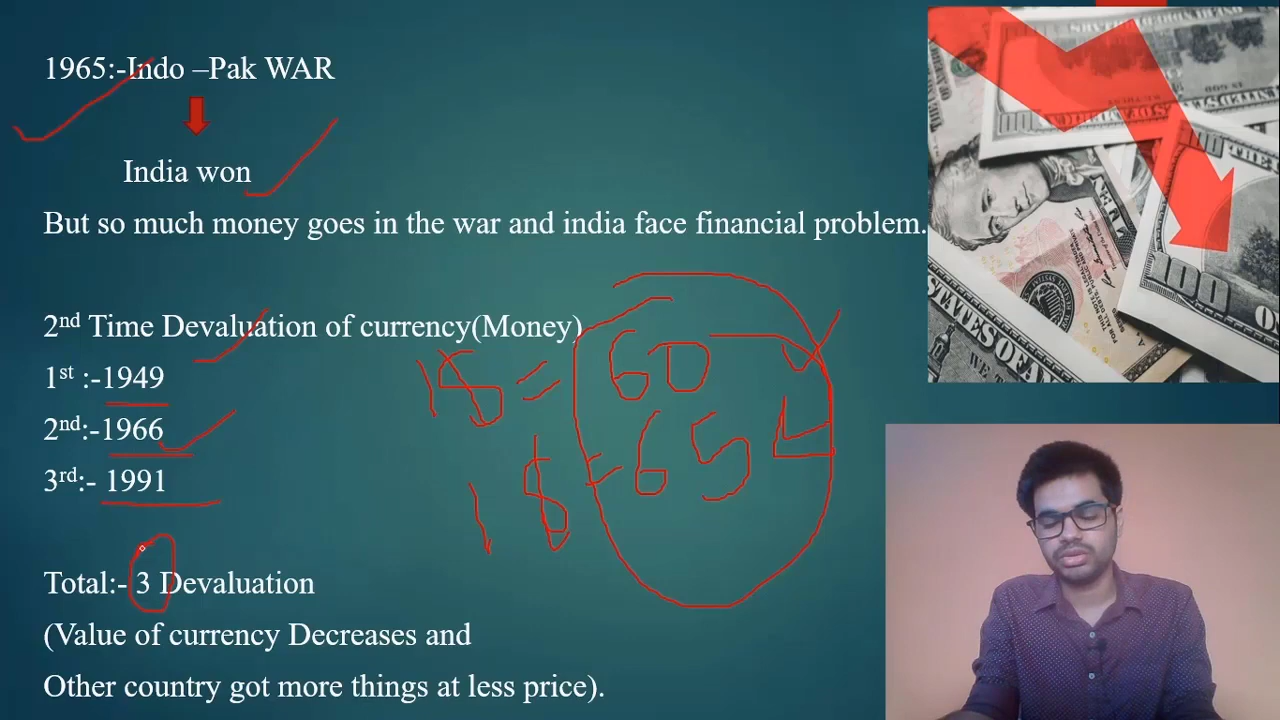 1965:-Indo –Pak WAR
India won
But so much money goes in the war and india face financial problem.
2nd Time Devaluation of currency(Money)
1st :-1949
2nd:-1966
3rd:- 1991
1$ = 60
1$ = 65
Total:- 3 Devaluation
(Value of currency Decreases and
Other country got more things at less price).